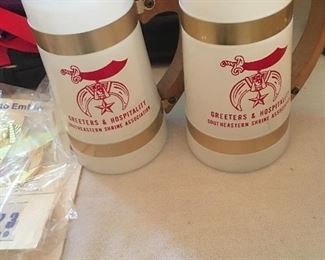 GREETERS & HOSPITALITY
SOUTHEASTERN SHRINE ASSOCIATION
GREETERS & HOSPITALITY
SOUTHEASTERN SHRINE ASSOCIATION